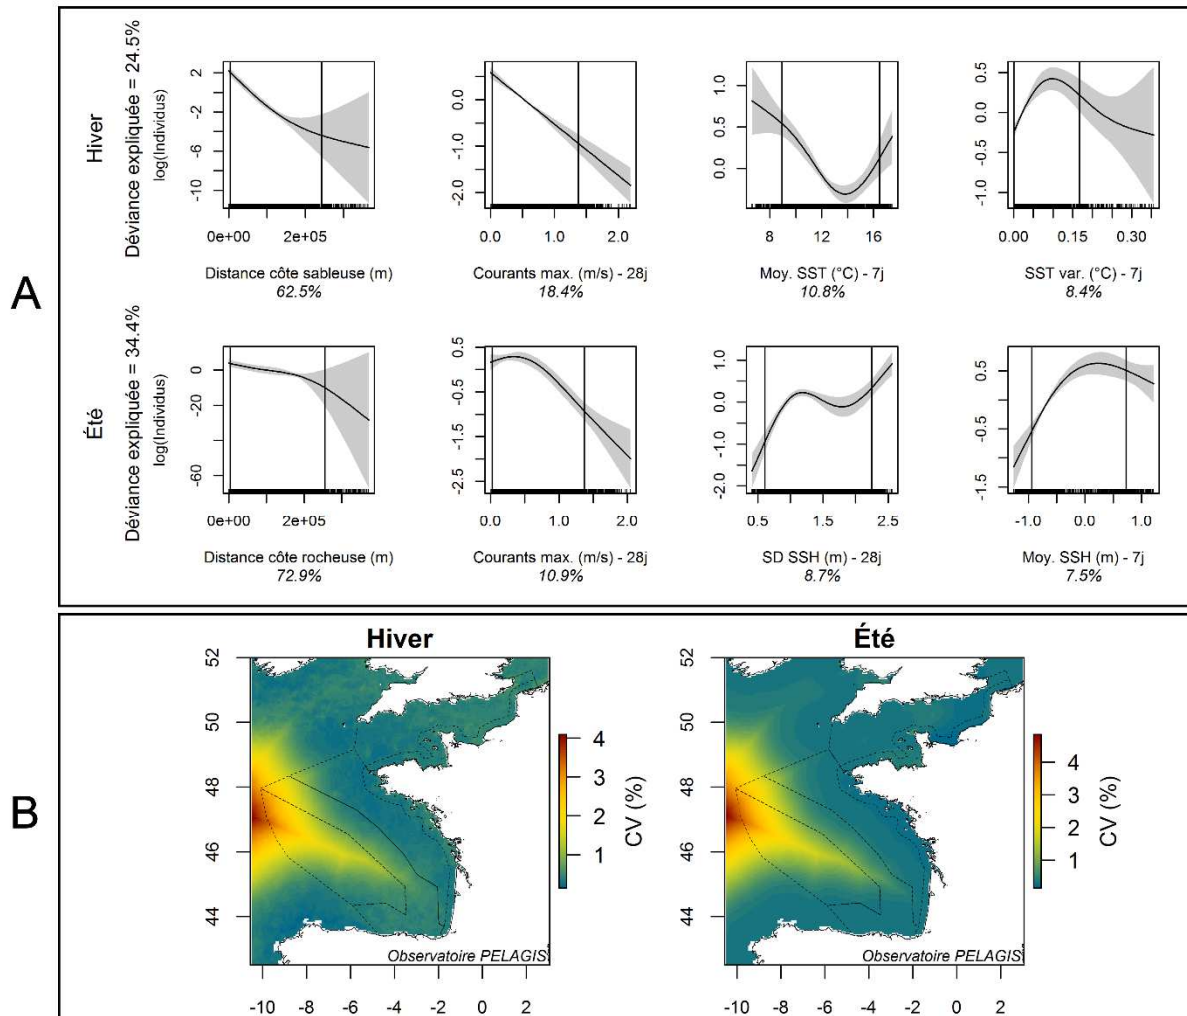 A
Hiver
Déviance expliquée = 24.5%
log(Individus)
2
-2
-6
-10
0e+00 2e+05
Distance côte sableuse (m)
62.5%
0.0
-1.0
-2.0
0.0 1.0 2.0
Courants max. (m/s) - 28j
18.4%
1.0
0.5
0.0
8 12 16
Moy. SST (°C) - 7j
10.8%
0.5
0.0
-0.5
-1.0
0.00 0.15 0.30
SST var. (°C) - 7j
8.4%
Été
Déviance expliquée = 34.4%
log(Individus)
0
-20
-60
0e+00 2e+05
Distance côte rocheuse (m)
72.9%
0.5
-0.5
-1.5
-2.5
0.0 1.0 2.0
Courants max. (m/s) - 28j
10.9%
1.0
0.0
-1.0
-2.0
0.5 1.5 2.5
SD SSH (m) - 28j
8.7%
0.5
-0.5
-1.5
-1.0 0.0 1.0
Moy. SSH (m) - 7j
7.5%
B
Hiver
52
50
48
46
44
-10 -8 -6 -4 -2 0 2
Observatoire PELAGIS
4
3
2
1
CV (%)
Été
52
50
48
46
44
-10 -8 -6 -4 -2 0 2
Observatoire PELAGIS
4
3
2
1
CV (%)